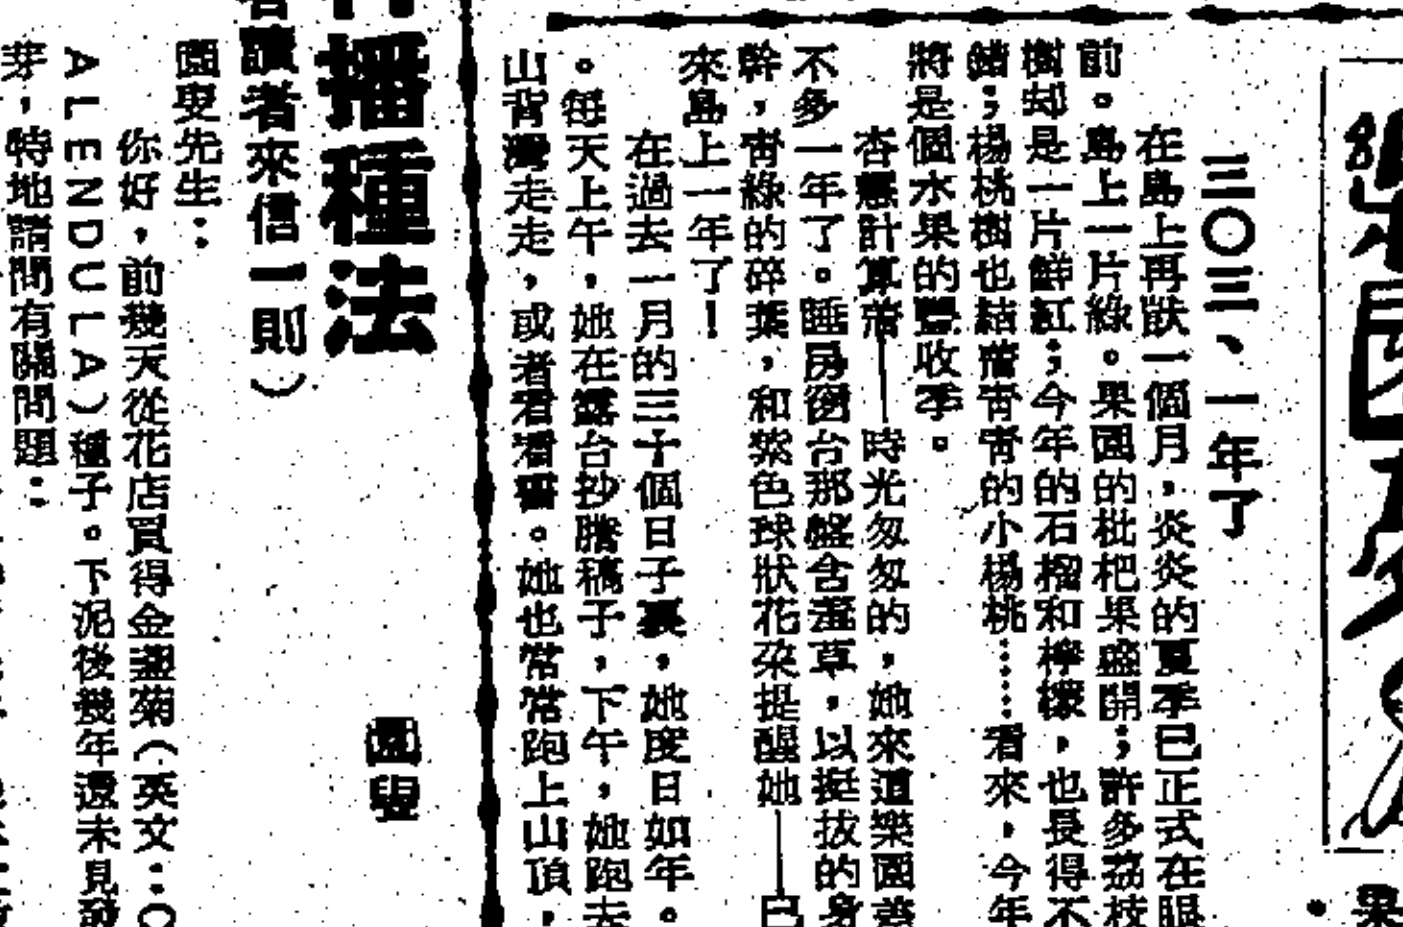 三〇三、一年了
在島上再獃一個月，炎炎的夏季已正式在眼
前。島上一片綠。果園的枇杷果盛開；許多荔枝
樹却是一片鮮紅；今年的石榴和檸檬，也長得不
錯；楊桃樹也結着青青的小楊桃……看來，今年
將是個水果的豐收季。
杏慧計算着——時光匆匆的，她來道樂園差
不多一年了。睡房窗台那盤含羞草，以挺拔的身
幹，青綠的碎葉，和紫色球狀花朶提醒她——已
來島上一年了！
在過去一月的三十個日子裏，她度日如年。
。每天上午，她在露台抄謄稿子，下午，她跑去
山背灣走走，或者看看書。她也常常跑上山頂，
播種法
讀者來信一則）
園叟
園叟先生：
你好，前幾天從花店買得金盞菊（英文：C
ALENDULA）種子。下泥後幾年還未見發
芽，特地請問有關問題：